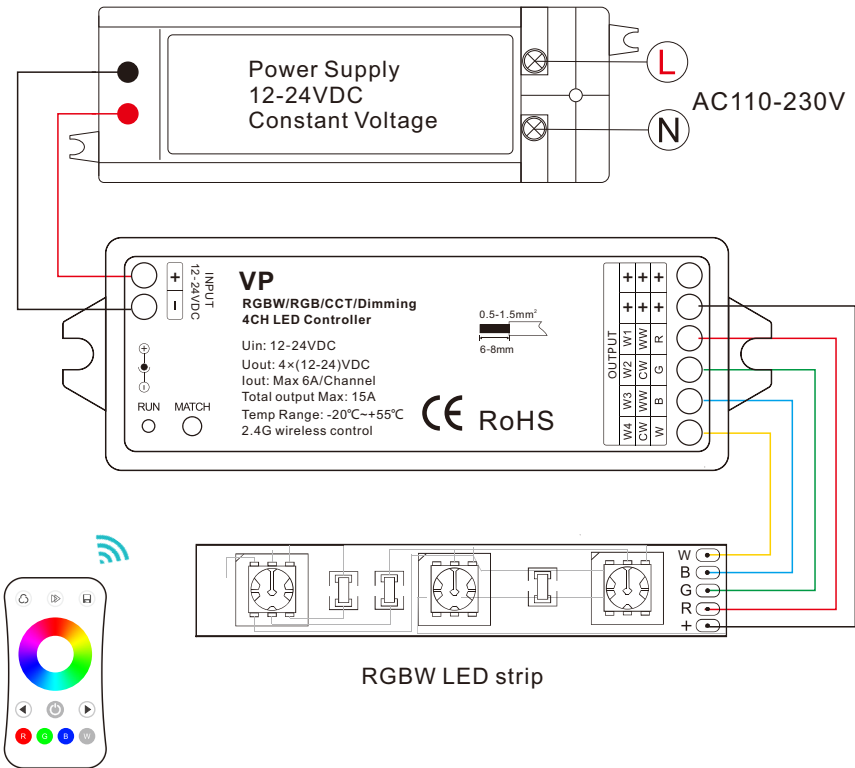 Power Supply
12-24VDC
Constant Voltage
L
N
AC110-230V
+
−
INPUT
12-24VDC
VP
RGBW/RGB/CCT/Dimming
4CH LED Controller
Uin: 12-24VDC
Uout: 4×(12-24)VDC
Iout: Max 6A/Channel
Total output Max: 15A
Temp Range: -20℃~+55℃
2.4G wireless control
RUN
MATCH
0.5-1.5mm²
6-8mm
CE RoHS
OUTPUT
+ + +
+ + +
W1 WW R
W2 CW G
W3 WW B
W4 CW W
W
B
G
R
+
RGBW LED strip
R G B W